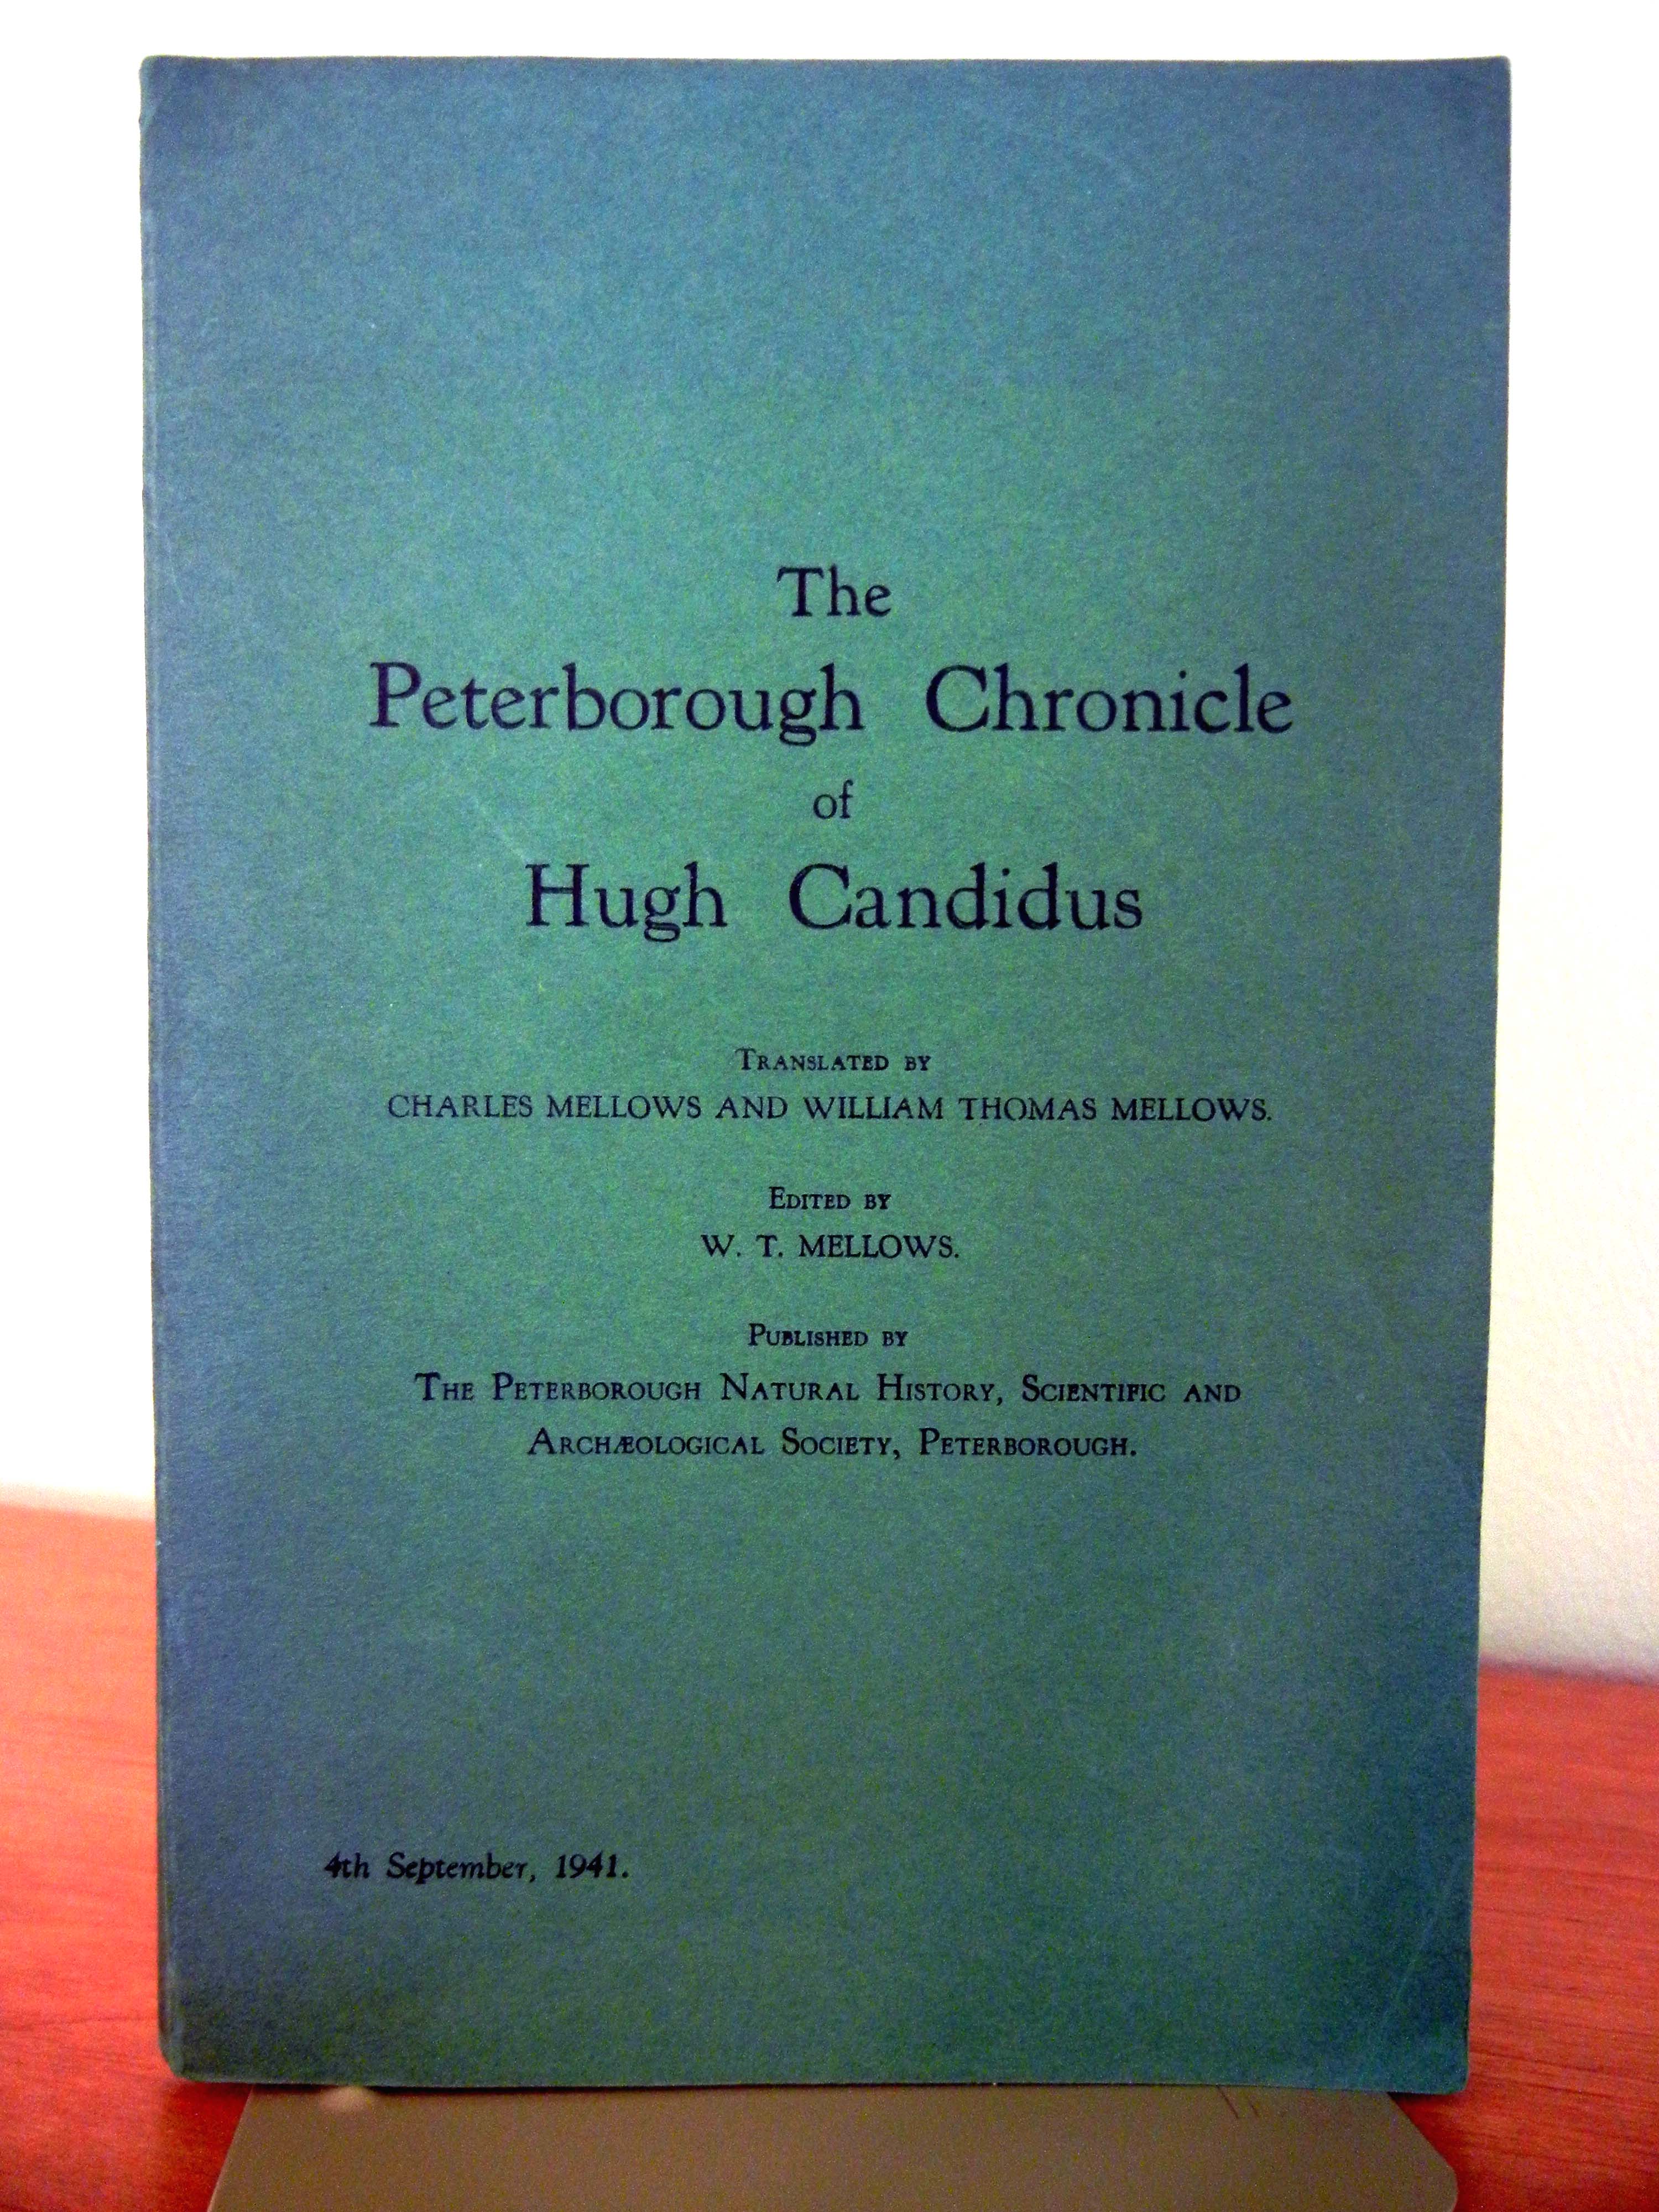 The
Peterborough Chronicle
of
Hugh Candidus
Translated by
CHARLES MELLOWS AND WILLIAM THOMAS MELLOWS.
Edited by
W. T. MELLOWS.
Published by
The Peterborough Natural History, Scientific and
Archæological Society, Peterborough.
4th September, 1941.